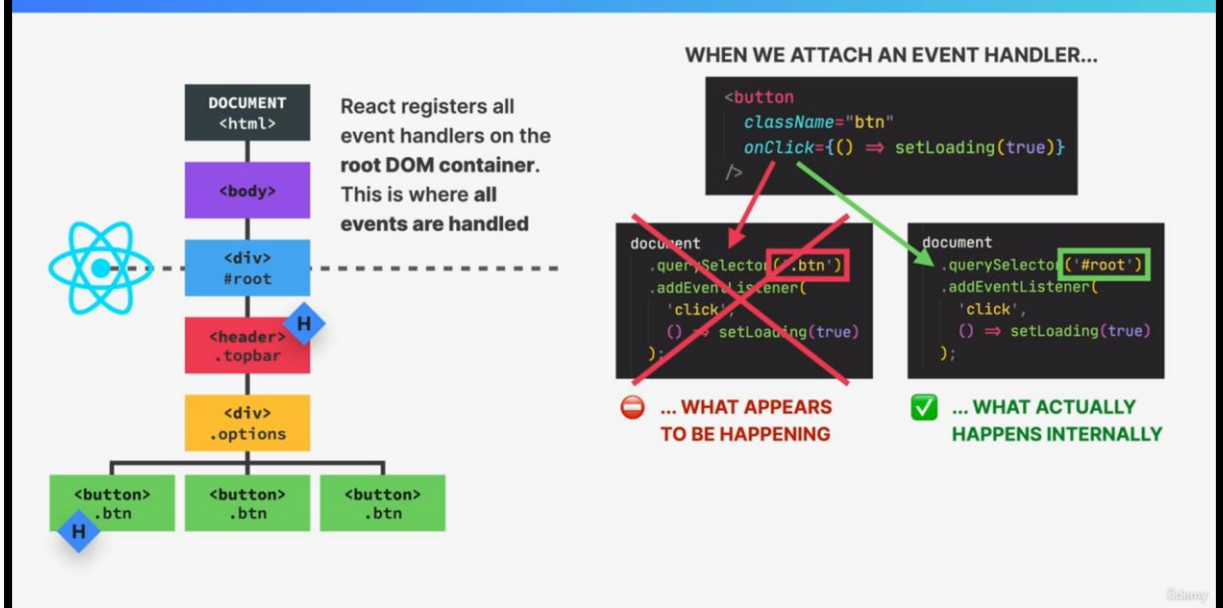 DOCUMENT
<html>
<body>
<div>
#root
<header>
.topbar
H
<div>
.options
<button>
.btn
H
<button>
.btn
<button>
.btn
React registers all
event handlers on the
root DOM container.
This is where all
events are handled
WHEN WE ATTACH AN EVENT HANDLER...
<button
className="btn"
onClick={() ⇒ setLoading(true)}
/>
document
.querySelector('.btn')
.addEventListener(
'click',
() ⇒ setLoading(true)
);
⛔ ... WHAT APPEARS
TO BE HAPPENING
document
.querySelector('#root')
.addEventListener(
'click',
() ⇒ setLoading(true)
);
✅ ... WHAT ACTUALLY
HAPPENS INTERNALLY
ûdemy